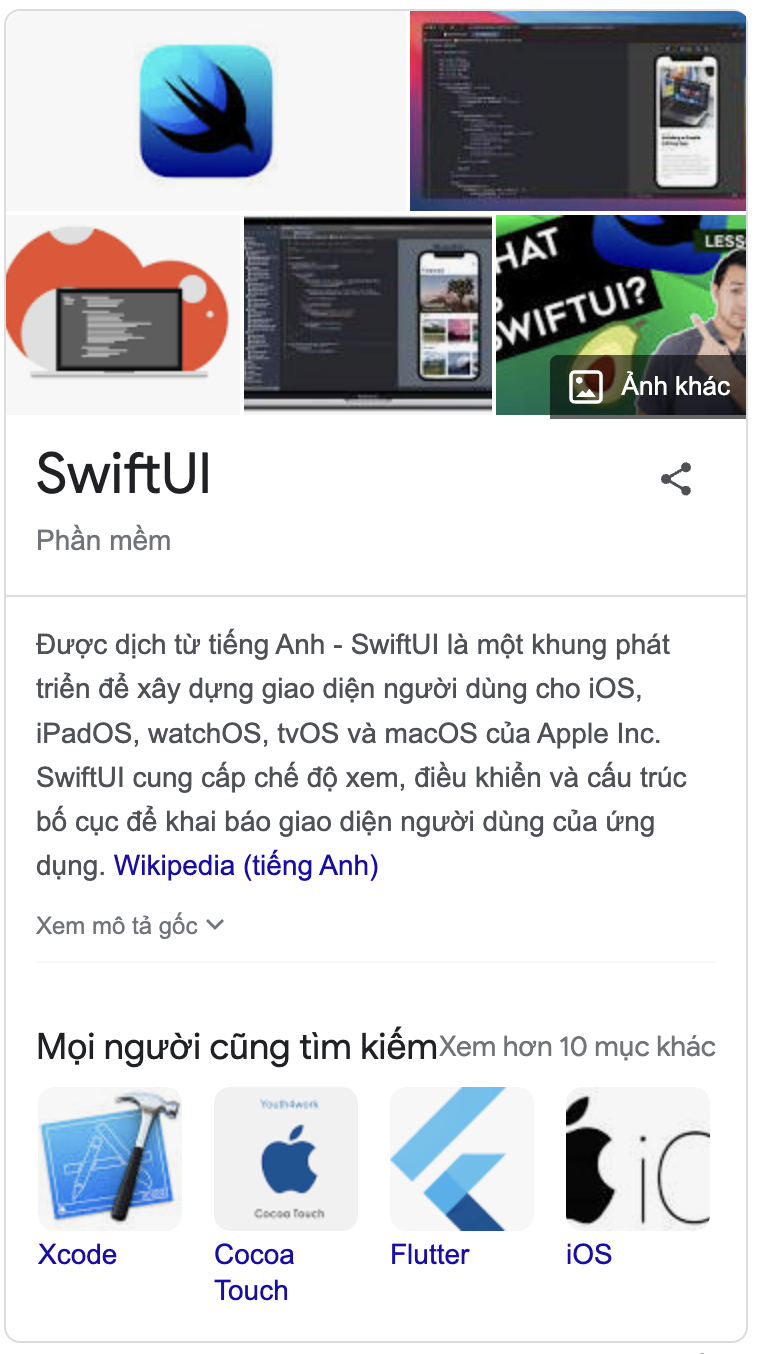 HAT
LESS
SWIFTUI?
Ảnh khác
SwiftUI
Phần mềm
Được dịch từ tiếng Anh - SwiftUI là một khung phát
triển để xây dựng giao diện người dùng cho iOS,
iPadOS, watchOS, tvOS và macOS của Apple Inc.
SwiftUI cung cấp chế độ xem, điều khiển và cấu trúc
bố cục để khai báo giao diện người dùng của ứng
dụng. Wikipedia (tiếng Anh)
Xem mô tả gốc
Mọi người cũng tìm kiếm Xem hơn 10 mục khác
Youth4work
Cocoa Touch
iO
Xcode
Cocoa
Touch
Flutter
iOS